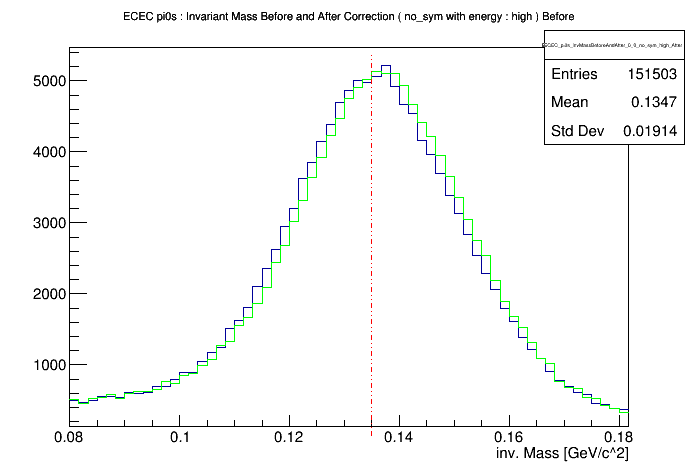 ECEC pi0s : Invariant Mass Before and After Correction ( no_sym with energy : high ) Before
Entries 151503
Mean 0.1347
Std Dev 0.01914
5000
4000
3000
2000
1000
0.08 0.1 0.12 0.14 0.16 0.18
inv. Mass [GeV/c^2]